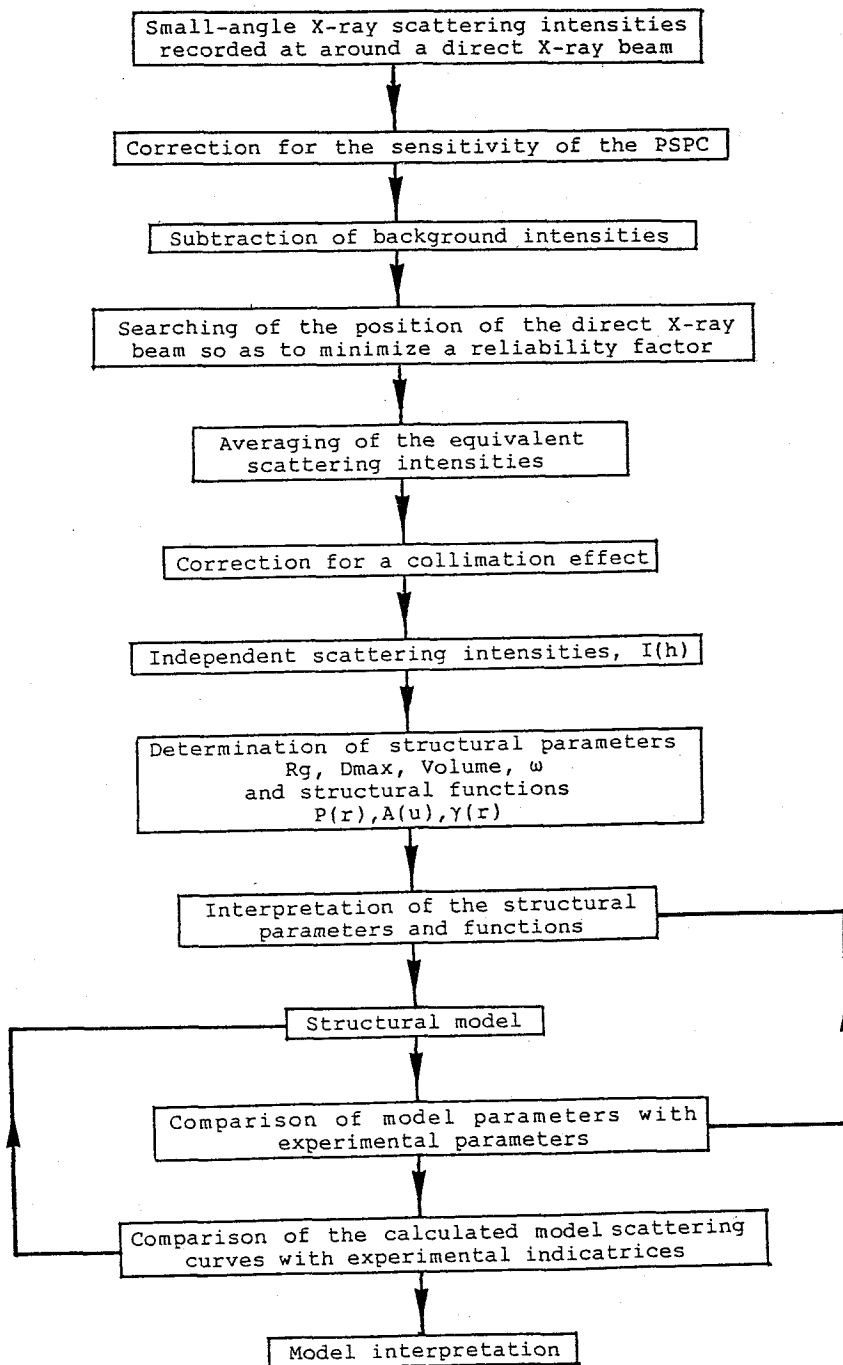 Small-angle X-ray scattering intensities
recorded at around a direct X-ray beam
Correction for the sensitivity of the PSPC
Subtraction of background intensities
Searching of the position of the direct X-ray
beam so as to minimize a reliability factor
Averaging of the equivalent
scattering intensities
Correction for a collimation effect
Independent scattering intensities, I(h)
Determination of structural parameters
Rg, Dmax, Volume, ω
and structural functions
P(r),A(u),γ(r)
Interpretation of the structural
parameters and functions
Structural model
Comparison of model parameters with
experimental parameters
Comparison of the calculated model scattering
curves with experimental indicatrices
Model interpretation